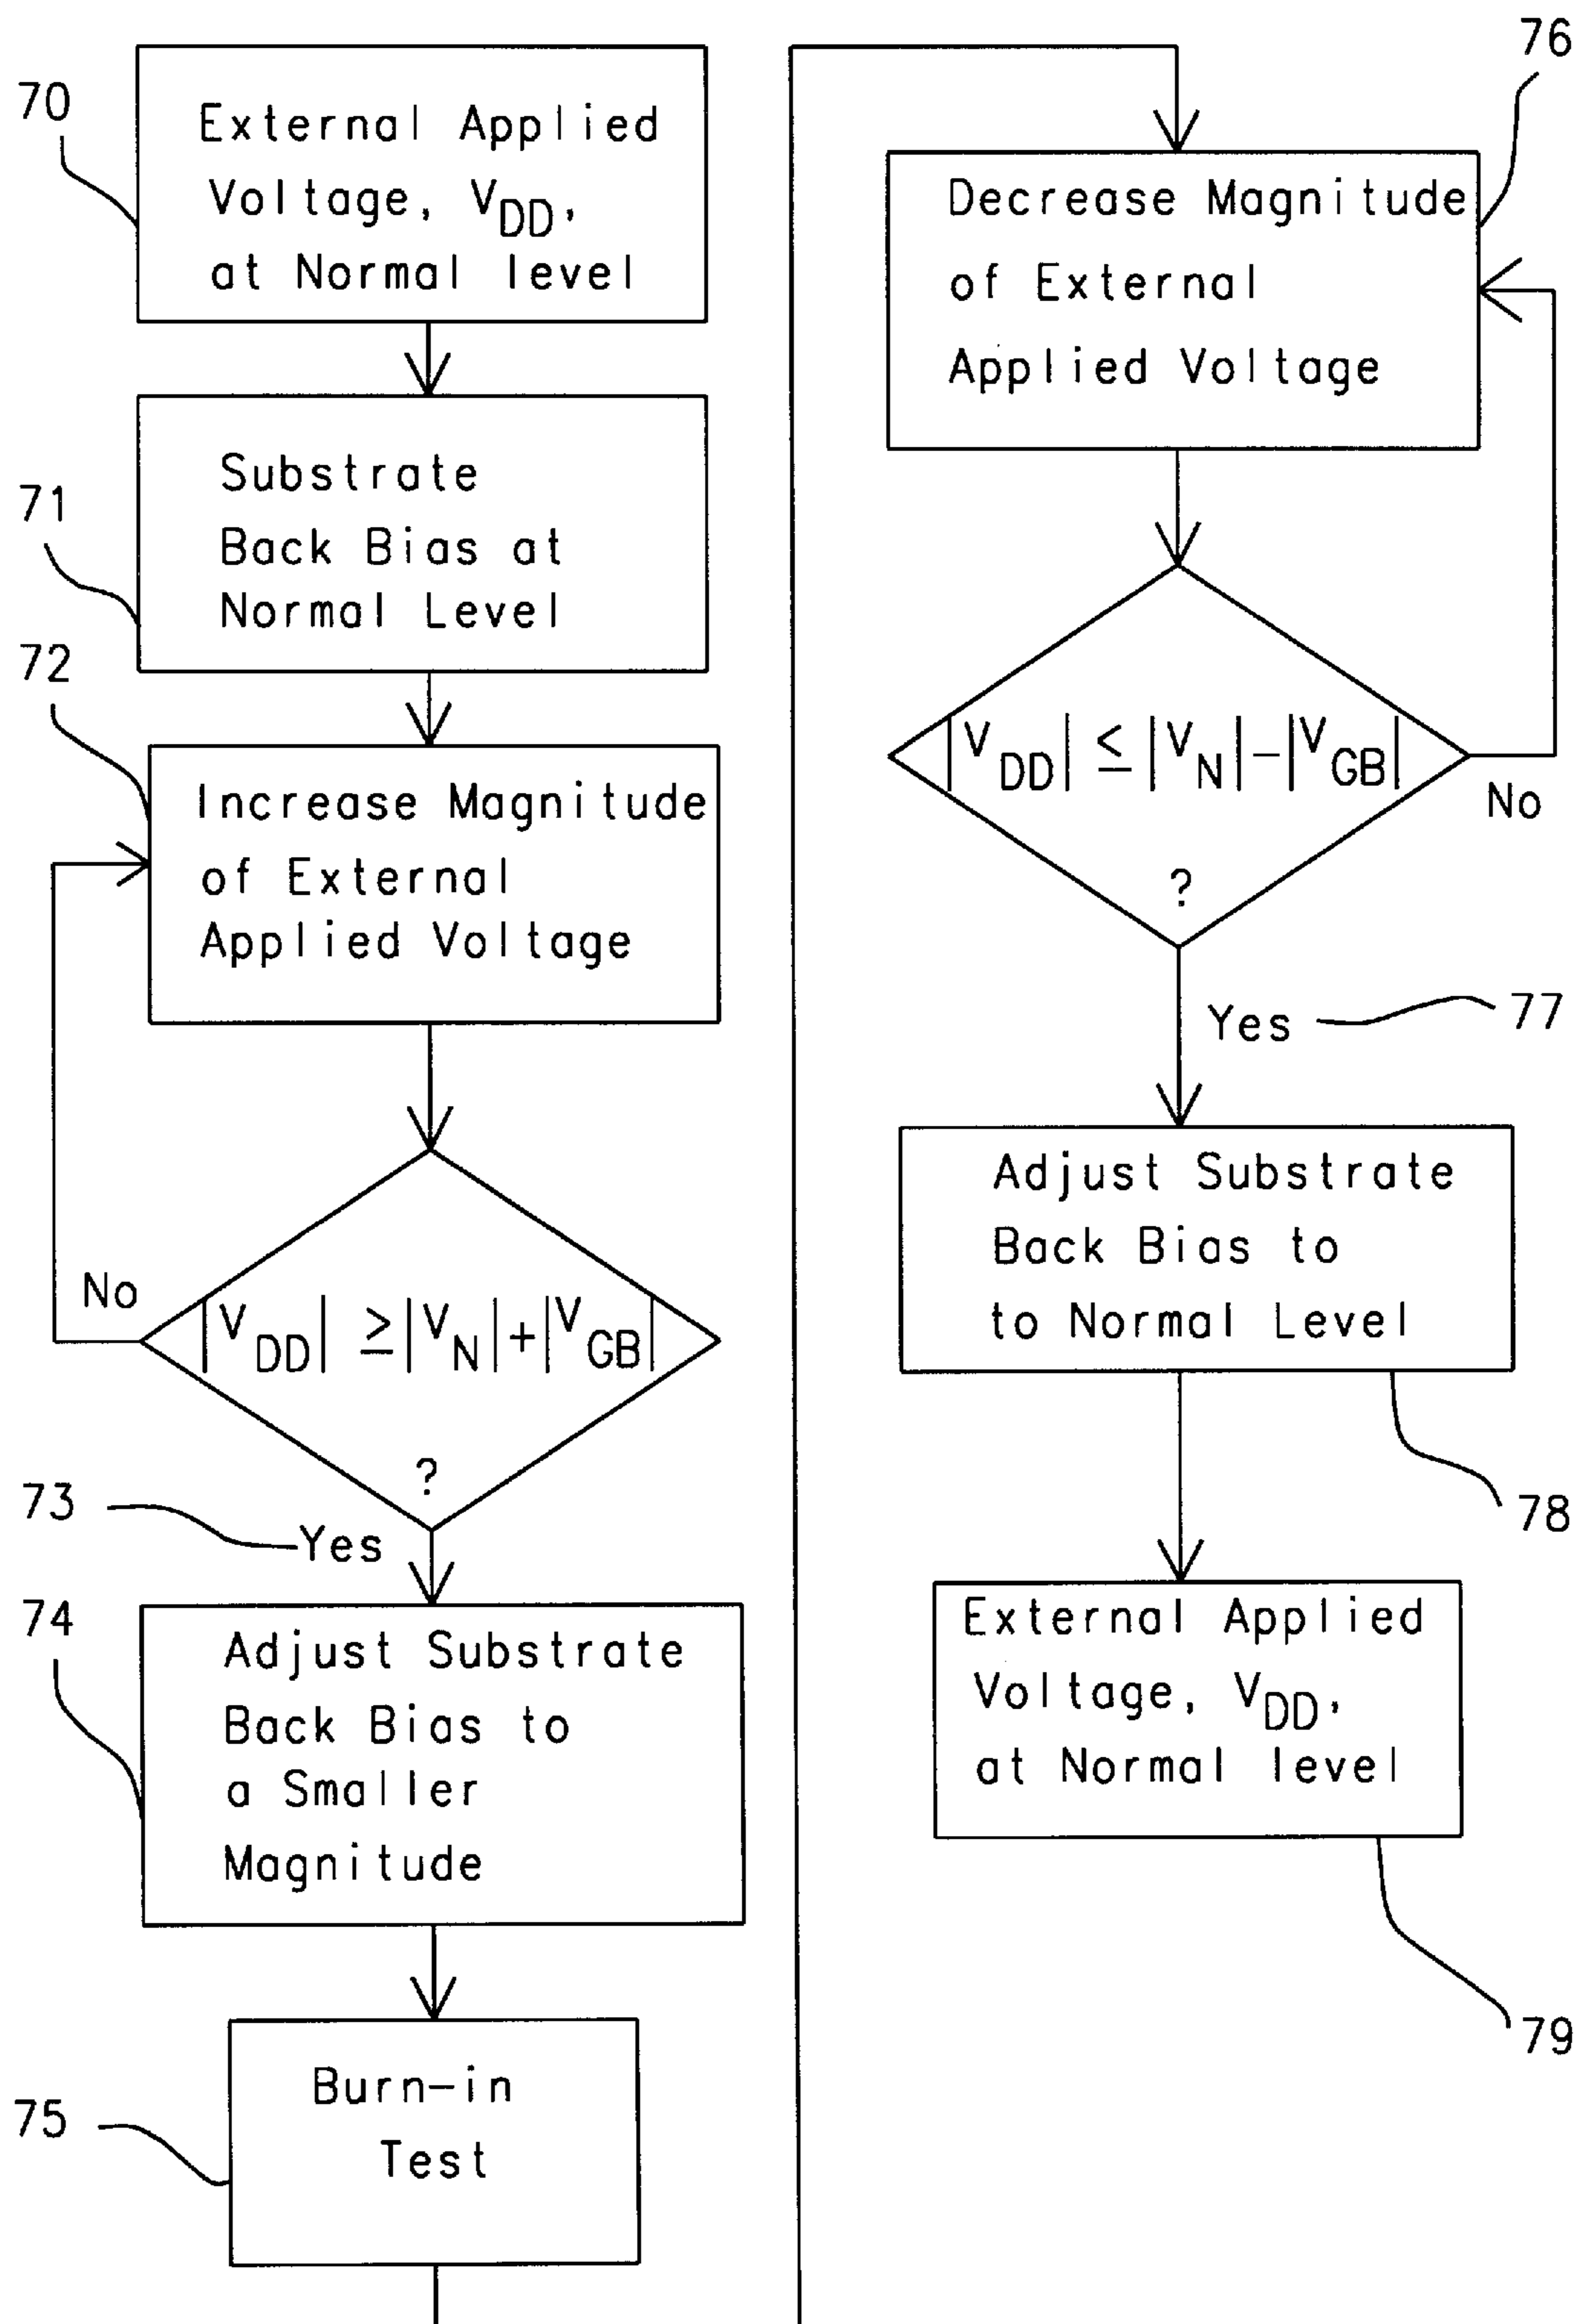 70
External Applied
Voltage, VDD,
at Normal level
71
Substrate
Back Bias at
Normal Level
72
Increase Magnitude
of External
Applied Voltage
No
|VDD| ≥ |VN|+|VGB|
?
73
Yes
74
Adjust Substrate
Back Bias to
a Smaller
Magnitude
75
Burn-in
Test
76
Decrease Magnitude
of External
Applied Voltage
|VDD| ≤ |VN|-|VGB|
No
?
Yes
77
Adjust Substrate
Back Bias to
to Normal Level
78
External Applied
Voltage, VDD,
at Normal level
79